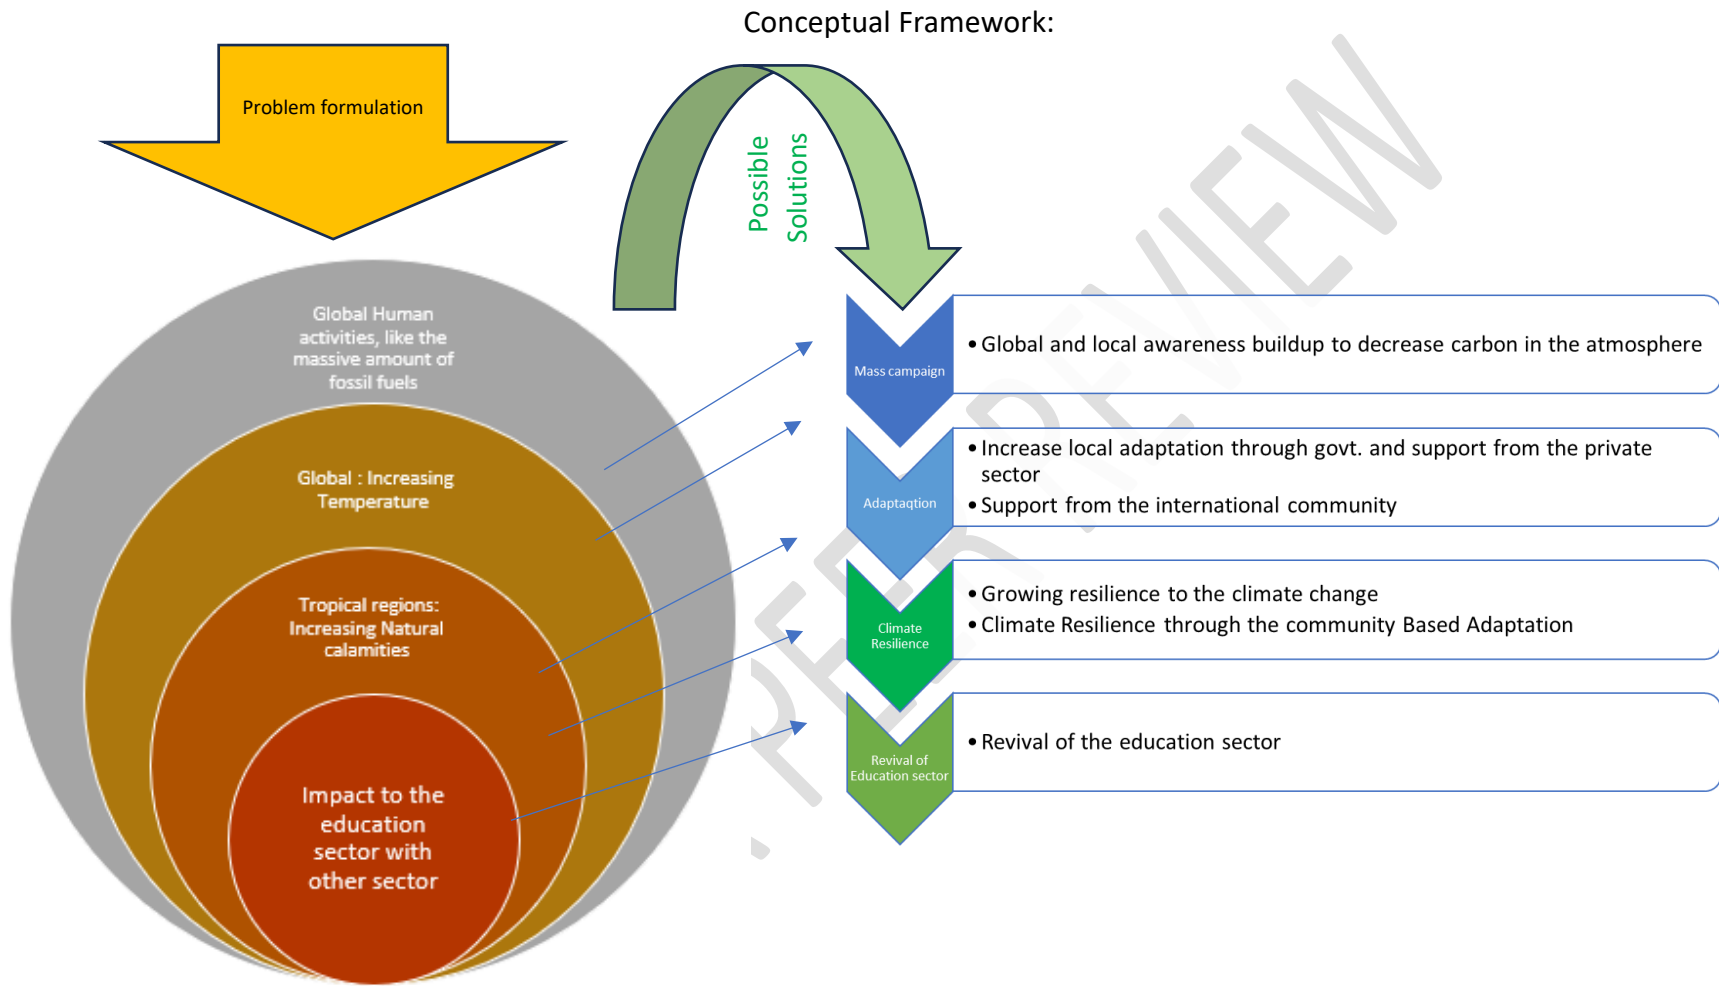 Conceptual Framework:
Problem formulation
Possible
Solutions
Global Human
activities, like the
massive amount of
fossil fuels
Global : Increasing
Temperature
Tropical regions:
Increasing Natural
calamities
Impact to the
education
sector with
other sector
Mass campaign
• Global and local awareness buildup to decrease carbon in the atmosphere
Adaptaqtion
• Increase local adaptation through govt. and support from the private
sector
• Support from the international community
Climate
Resilience
• Growing resilience to the climate change
• Climate Resilience through the community Based Adaptation
Revival of
Education sector
• Revival of the education sector
PEER REVIEW